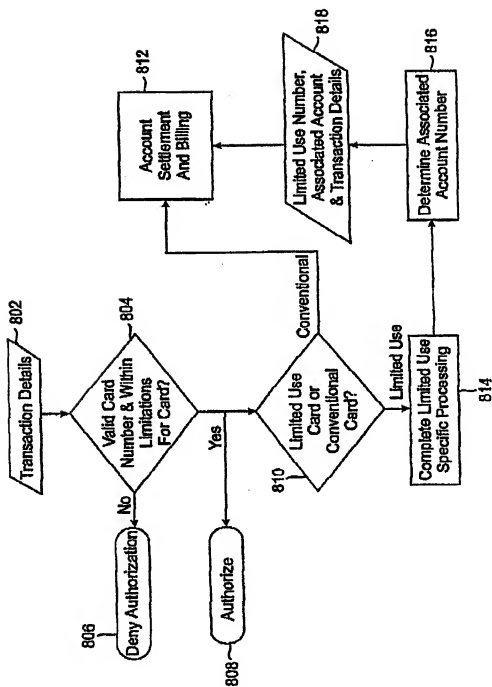 802
Transaction Details
804
Valid Card
Number & Within
Limitations
For Card?
No
806
Deny Authorization
Yes
808
Authorize
810
Limited Use
Card or
Conventional
Card?
Conventional
812
Account
Settlement
And Billing
Limited Use
814
Complete Limited Use
Specific Processing
816
Determine Associated
Account Number
818
Limited Use Number,
Associated Account
& Transaction Details